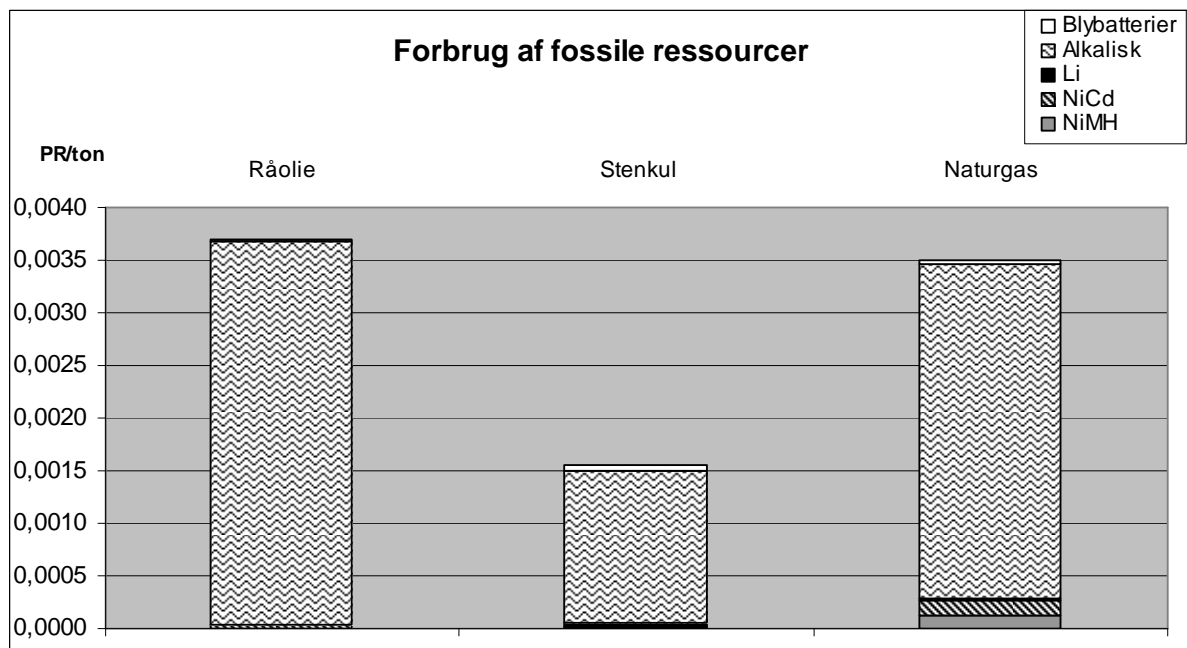 Forbrug af fossile ressourcer
Blybatterier
Alkalisk
Li
NiCd
NiMH
PR/ton
Råolie Stenkul Naturgas
0,0040
0,0035
0,0030
0,0025
0,0020
0,0015
0,0010
0,0005
0,0000